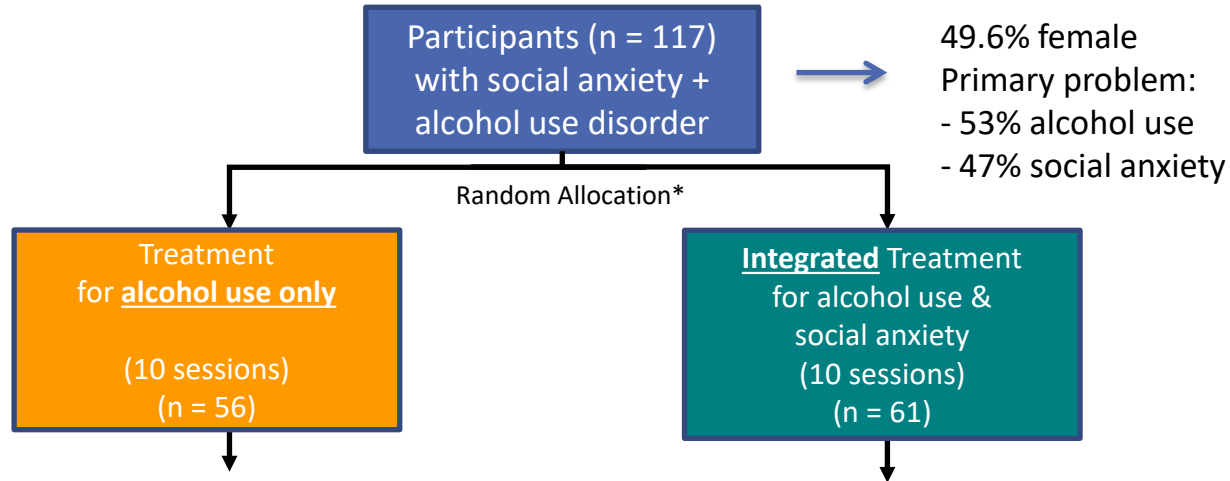 Participants (n = 117)
with social anxiety +
alcohol use disorder
49.6% female
Primary problem:
- 53% alcohol use
- 47% social anxiety
Random Allocation*
Treatment
for alcohol use only
(10 sessions)
(n = 56)
Integrated Treatment
for alcohol use &
social anxiety
(10 sessions)
(n = 61)